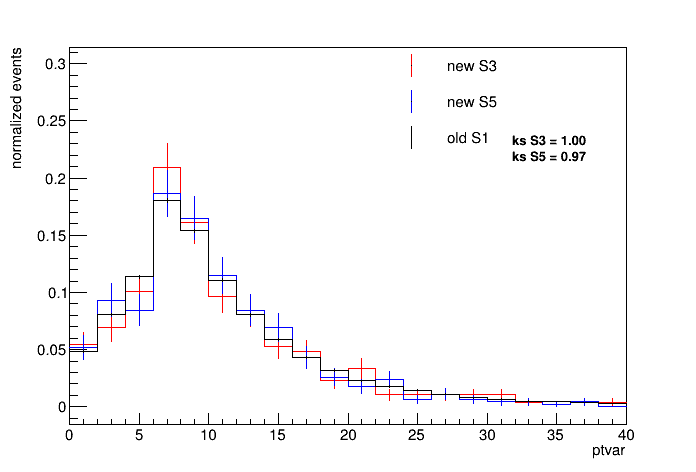 normalized events
0.3
0.25
0.2
0.15
0.1
0.05
0
new S3
new S5
old S1
ks S3 = 1.00
ks S5 = 0.97
0 5 10 15 20 25 30 35 40
ptvar